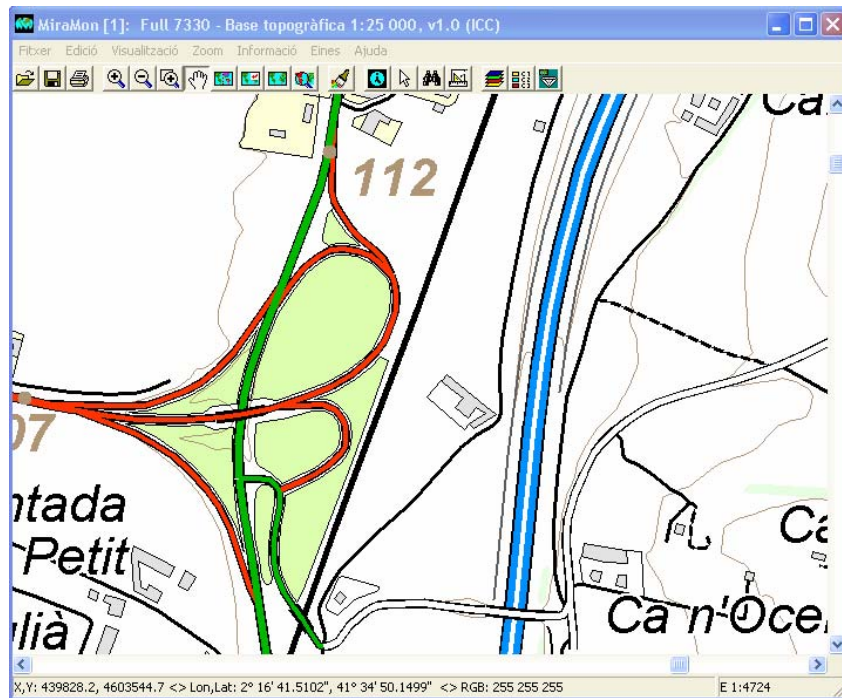 MiraMon [1]: Full 7330 - Base topogràfica 1:25 000, v1.0 (ICC)
Fitxer Edició Visualització Zoom Informació Eines Ajuda
Ca
112
07
ntada
Petit
Ca
ulià
Ca n'Ocel
X,Y: 439828.2, 4603544.7 <> Lon,Lat: 2° 16' 41.5102", 41° 34' 50.1499" <> RGB: 255 255 255
E 1:4724